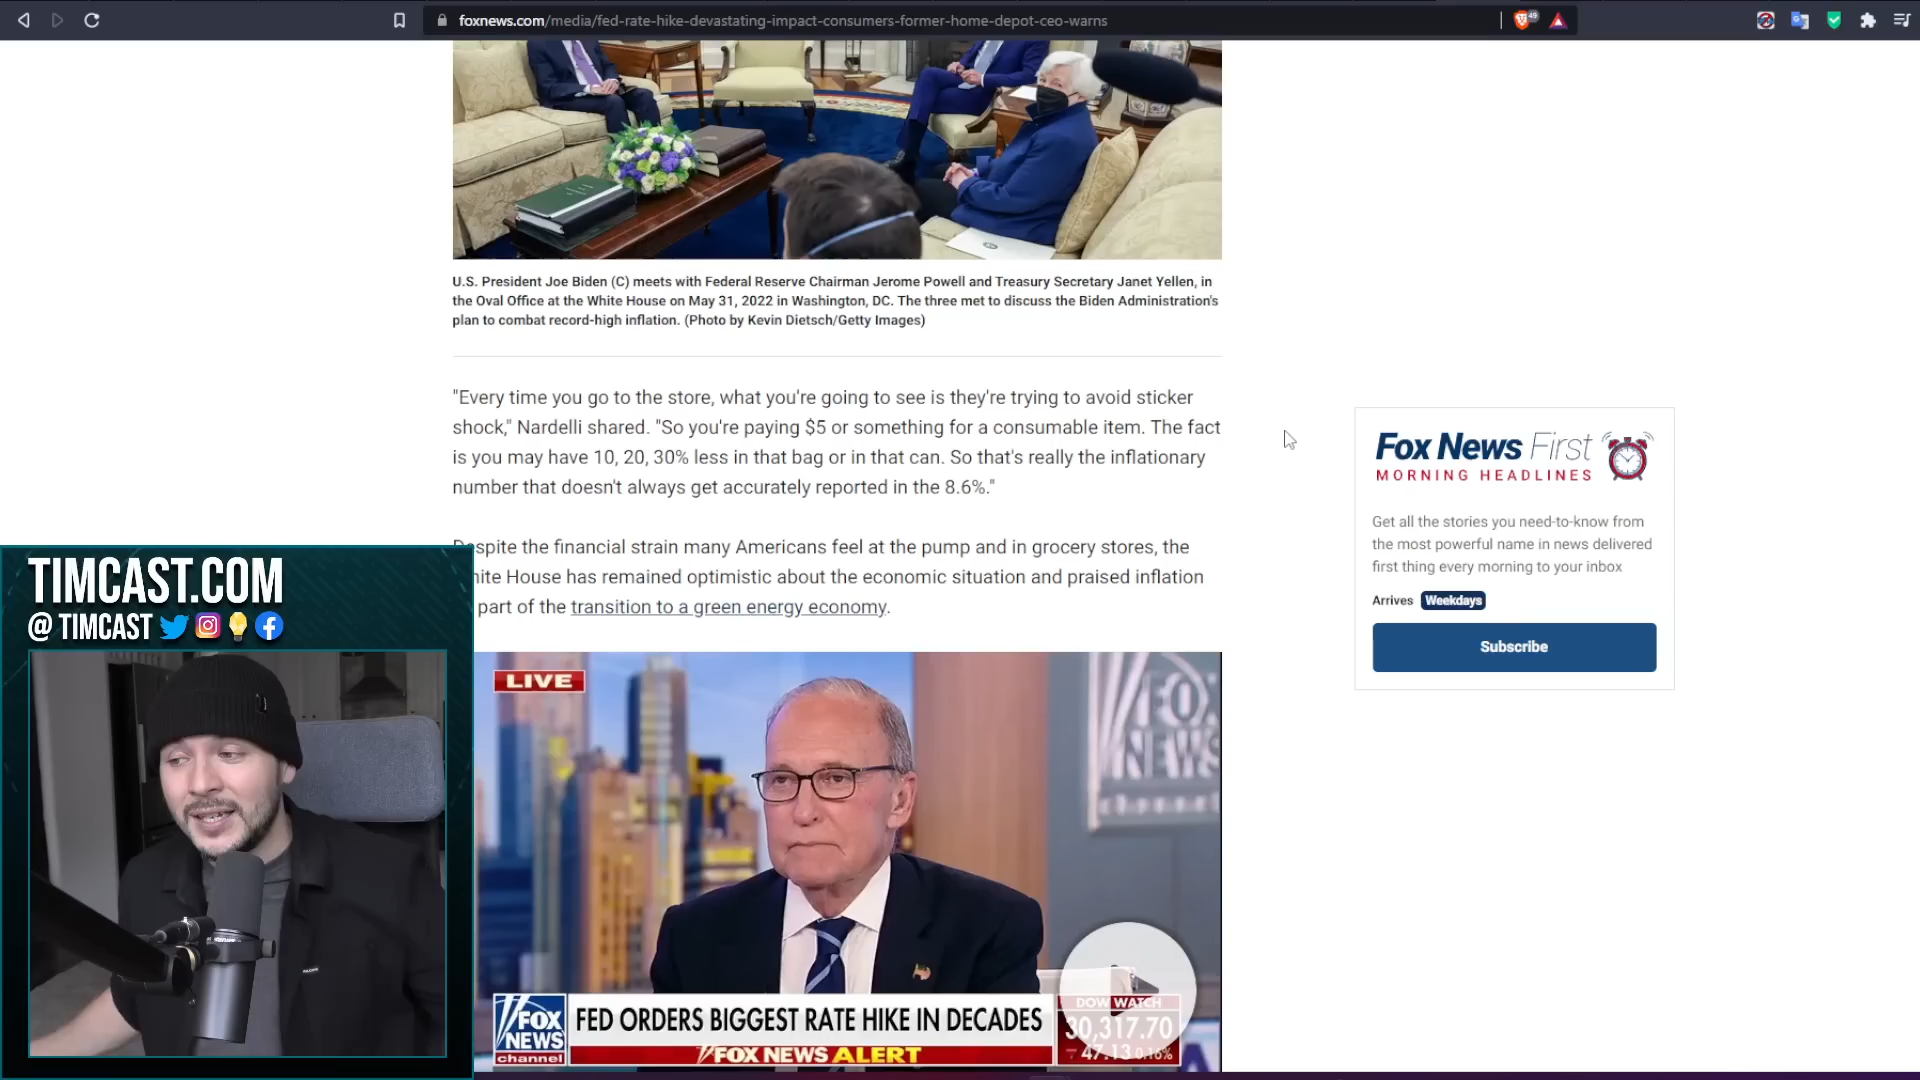 foxnews.com/media/fed-rate-hike-devastating-impact-consumers-former-home-depot-ceo-warns
49
U.S. President Joe Biden (C) meets with Federal Reserve Chairman Jerome Powell and Treasury Secretary Janet Yellen, in
the Oval Office at the White House on May 31, 2022 in Washington, DC. The three met to discuss the Biden Administration's
plan to combat record-high inflation. (Photo by Kevin Dietsch/Getty Images)
"Every time you go to the store, what you're going to see is they're trying to avoid sticker
shock," Nardelli shared. "So you're paying $5 or something for a consumable item. The fact
is you may have 10, 20, 30% less in that bag or in that can. So that's really the inflationary
number that doesn't always get accurately reported in the 8.6%."
Despite the financial strain many Americans feel at the pump and in grocery stores, the
hite House has remained optimistic about the economic situation and praised inflation
part of the transition to a green energy economy.
Fox News First
MORNING HEADLINES
Get all the stories you need-to-know from
the most powerful name in news delivered
first thing every morning to your inbox
Arrives Weekdays
Subscribe
TIMCAST.COM
@ TIMCAST
LIVE
FOX
NEWS
channel
FOX
NEWS
channel
FED ORDERS BIGGEST RATE HIKE IN DECADES
FOX NEWS ALERT
DOW WATCH
30,317.70
47.13 0.16%